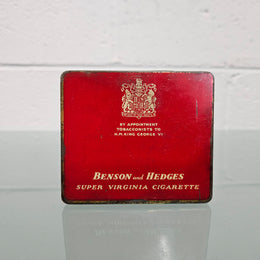 BY APPOINTMENT
TOBACCONISTS TO
H.M. KING GEORGE VI
BENSON and HEDGES
SUPER VIRGINIA CIGARETTE